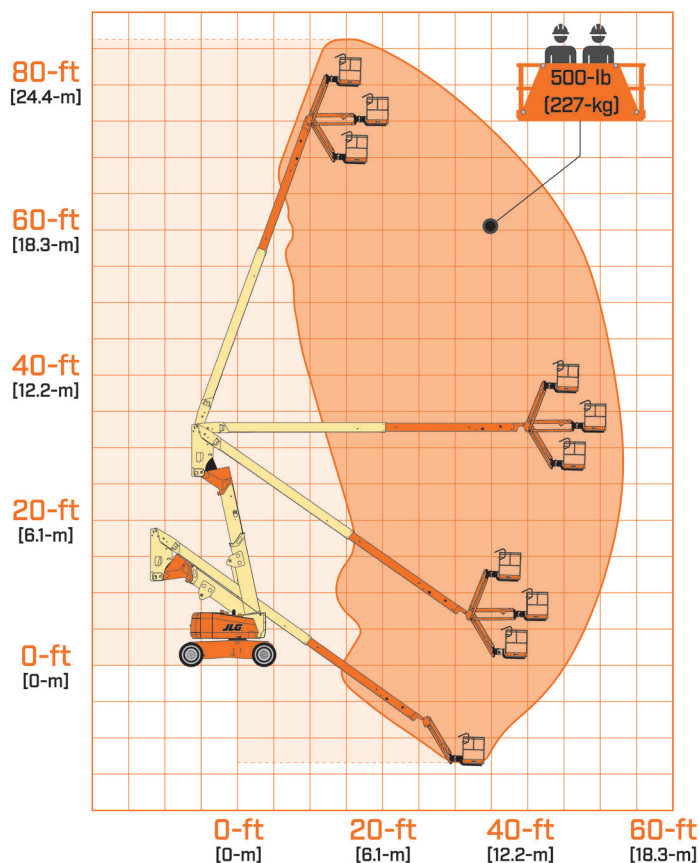 80-ft
[24.4-m]
500-lb
(227-kg)
60-ft
[18.3-m]
40-ft
[12.2-m]
20-ft
[6.1-m]
JLG
0-ft
[0-m]
0-ft
[0-m]
20-ft
[6.1-m]
40-ft
[12.2-m]
60-ft
[18.3-m]